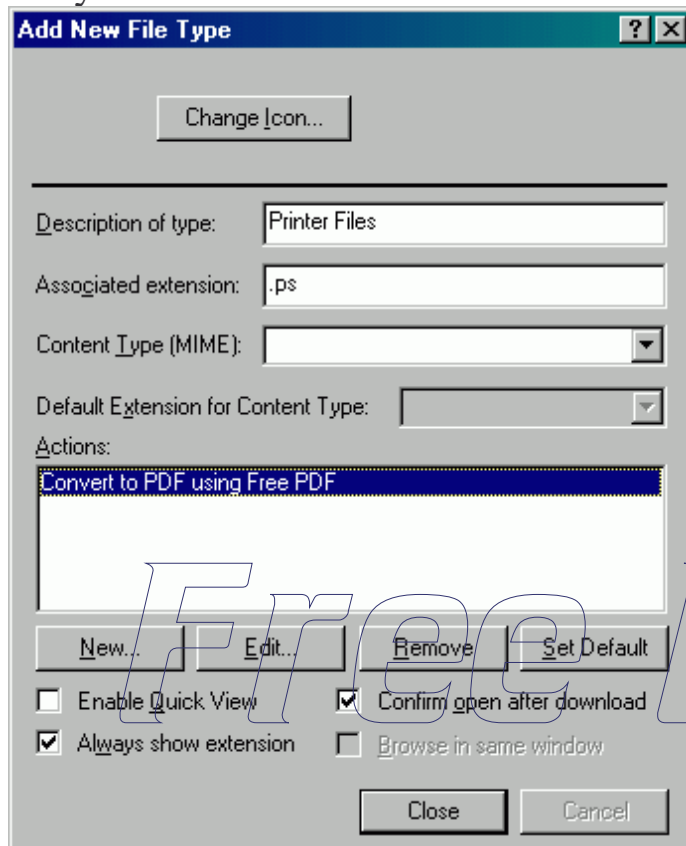 Add New File Type
Change Icon...
Description of type: Printer Files
Associated extension: .ps
Content Type (MIME):
Default Extension for Content Type:
Actions:
Convert to PDF using Free PDF
New... Edit... Remove Set Default
Enable Quick View Confirm open after download
Always show extension Browse in same window
Close Cancel
Free